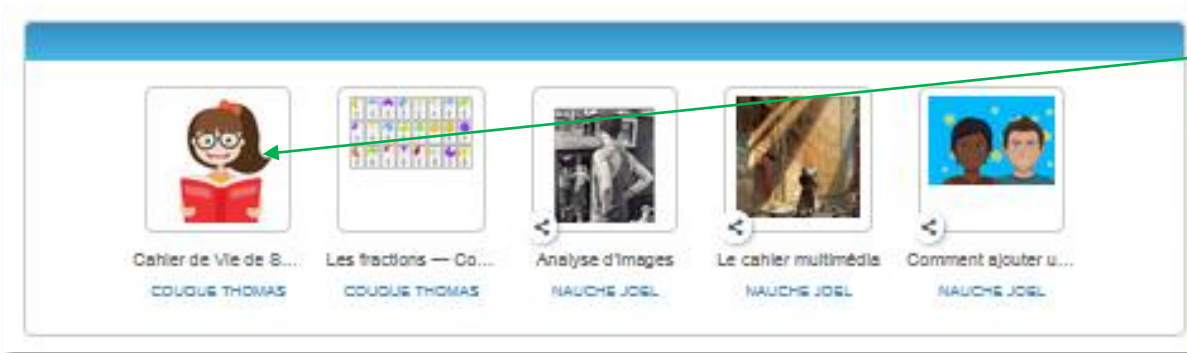 Cahier de Vie de S...
COUQUE THOMAS
Les fractions — Co...
COUQUE THOMAS
Analyse d'images
NAUCHE JOEL
Le cahier multimédia
NAUCHE JOEL
Comment ajouter u...
NAUCHE JOEL